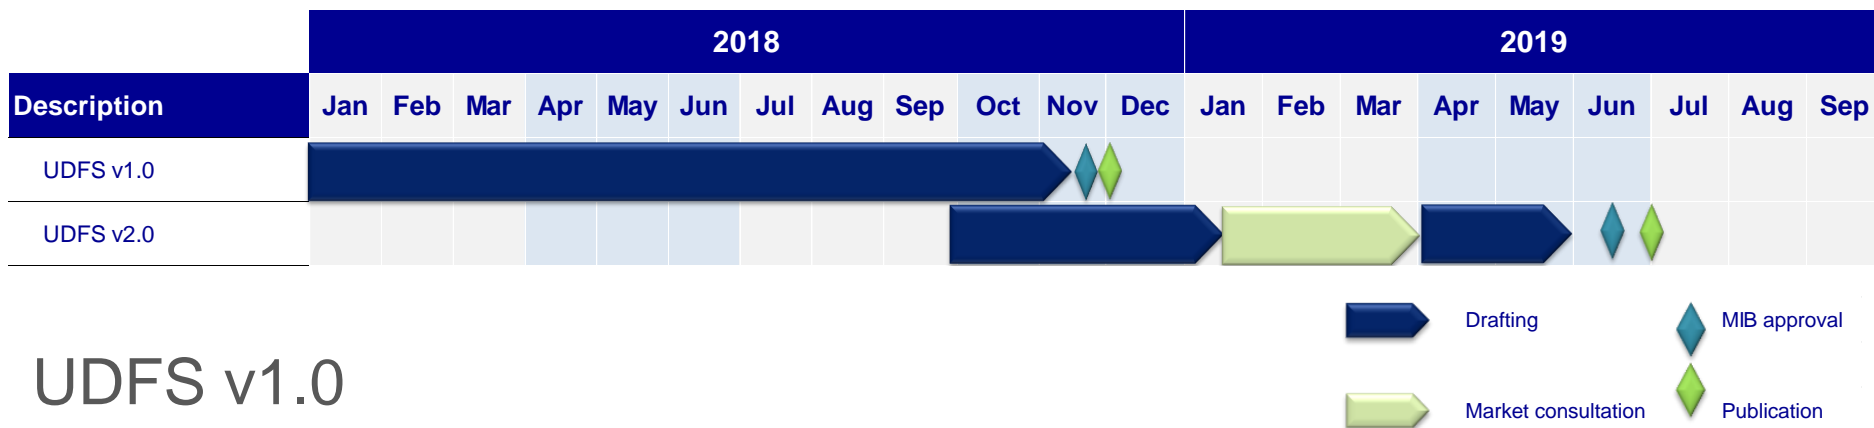 2018 2019
Description Jan Feb Mar Apr May Jun Jul Aug Sep Oct Nov Dec Jan Feb Mar Apr May Jun Jul Aug Sep
UDFS v1.0
UDFS v2.0
Drafting MIB approval
UDFS v1.0
Market consultation Publication